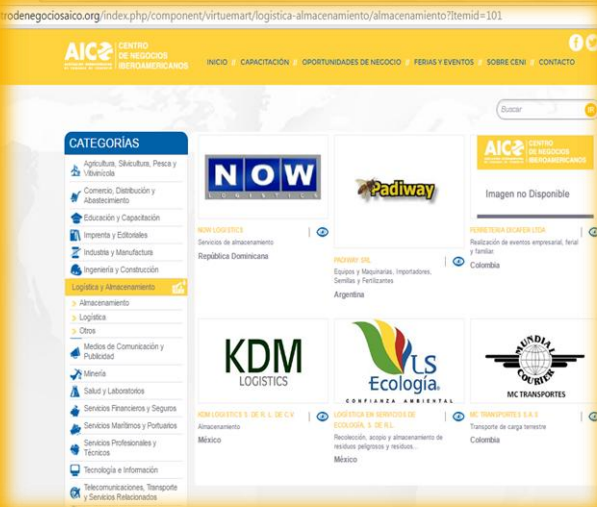 trodenegociosaico.org/index.php/component/virtuemart/logistica-almacenamiento/almacenamiento?Itemid=101
AICO CENTRO
DE NEGOCIOS
IBEROAMERICANOS
INICIO // CAPACITACIÓN // OPORTUNIDADES DE NEGOCIO // FERIAS Y EVENTOS // SOBRE CENI // CONTACTO
Buscar
CATEGORÍAS
Agricultura, Silvicultura, Pesca y
Vitivinícola
Comercio, Distribución y
Abastecimiento
Educación y Capacitación
Imprenta y Editoriales
Industria y Manufactura
Ingeniería y Construcción
Logística y Almacenamiento
> Almacenamiento
> Logística
> Otros
Medios de Comunicación y
Publicidad
Minería
Salud y Laboratorios
Servicios Financieros y Seguros
Servicios Marítimos y Portuarios
Servicios Profesionales y
Técnicos
Tecnología e Información
Telecomunicaciones, Transporte
y Servicios Relacionados
NOW
LOGISTICS
NOW LOGISTICS
Servicios de almacenamiento
República Dominicana
Padiway
PADIWAY SRL
Equipos y Maquinarias, Importadores,
Semillas y Fertilizantes
Argentina
AICO CENTRO
DE NEGOCIOS
IBEROAMERICANOS
Imagen no Disponible
FERRETERIA DICAFER LTDA
Realización de eventos empresarial, ferial
y familiar
Colombia
KDM
LOGISTICS
KDM LOGISTICS S. DE R. L. DE C.V
Almacenamiento
México
LS
Ecología
CONFIANZA AMBIENTAL
LOGÍSTICA EN SERVICIOS DE
ECOLOGÍA, S. DE R.L.
Recolección, acopio y almacenamiento de
residuos peligrosos y residuos...
México
MUNDIAL
COURIER
MC TRANSPORTES
MC TRANSPORTES S.A.S
Transporte de carga terrestre
Colombia